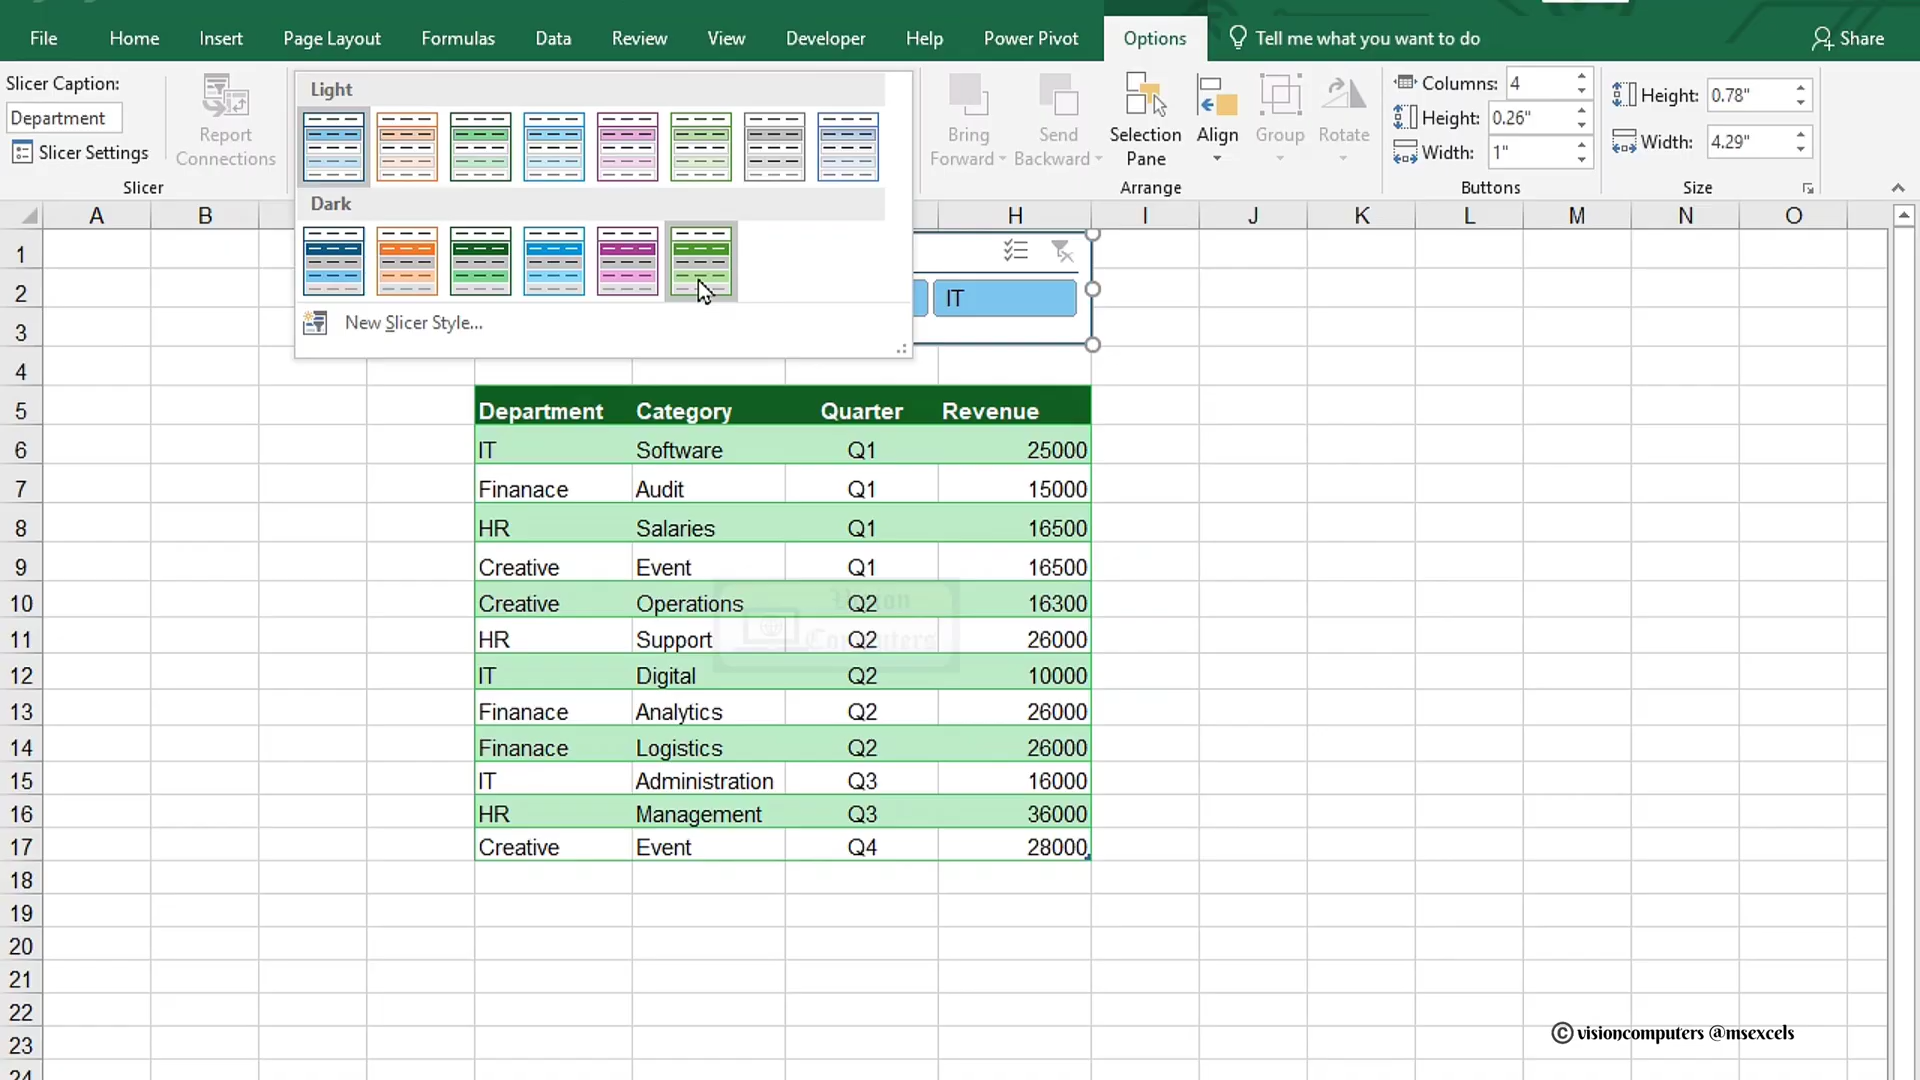 File Home Insert Page Layout Formulas Data Review View Developer Help Power Pivot Options Tell me what you want to do Share
Slicer Caption:
Department
Slicer Settings
Slicer
Report
Connections
Light
Dark
New Slicer Style...
Bring
Forward
Send
Backward
Selection
Pane
Align
Group
Rotate
Arrange
Columns: 4
Height: 0.26"
Width: 1"
Buttons
Height: 0.78"
Width: 4.29"
Size
A B H I J K L M N O
IT
1
2
3
4
5 Department Category Quarter Revenue
6 IT Software Q1 25000
7 Finanace Audit Q1 15000
8 HR Salaries Q1 16500
9 Creative Event Q1 16500
10 Creative Operations Q2 16300
11 HR Support Q2 26000
12 IT Digital Q2 10000
13 Finanace Analytics Q2 26000
14 Finanace Logistics Q2 26000
15 IT Administration Q3 16000
16 HR Management Q3 36000
17 Creative Event Q4 28000
18
19
20
21
22
23
24
Vision
Computers
© visioncomputers @msexcels